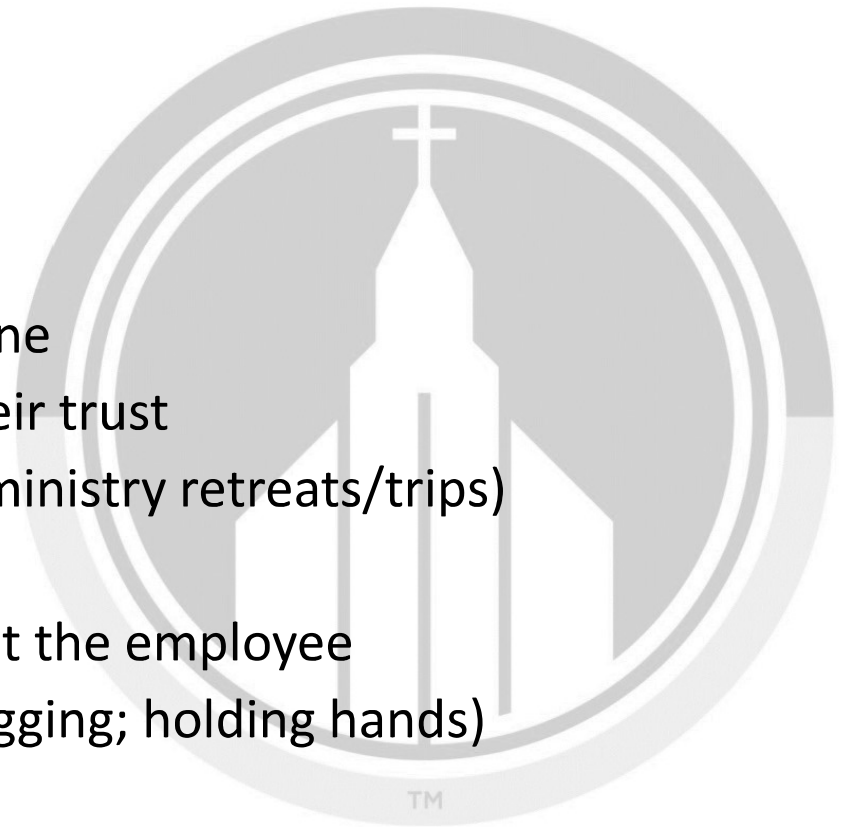 ne
eir trust
ministry retreats/trips)
t the employee
gging; holding hands)
TM